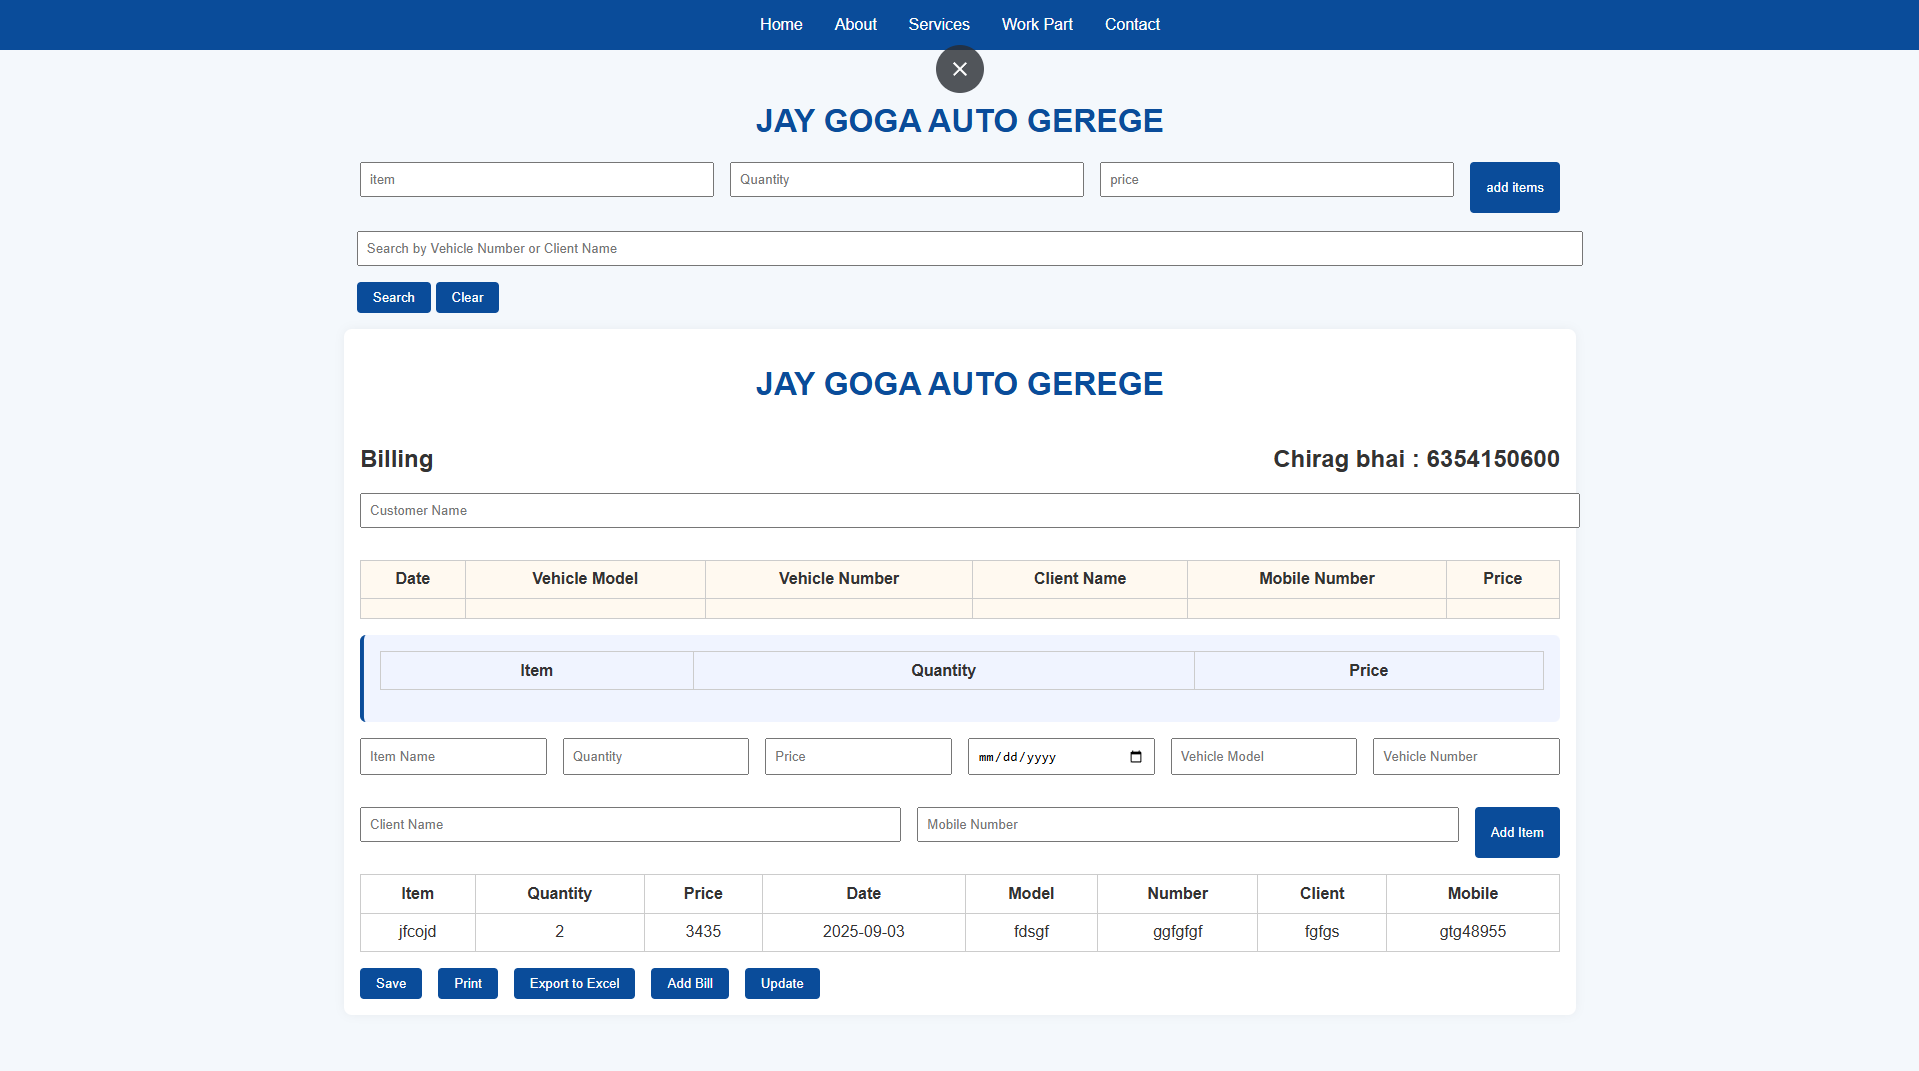 Home About Services Work Part Contact
JAY GOGA AUTO GEREGE
item Quantity price add items
Search by Vehicle Number or Client Name
Search Clear
JAY GOGA AUTO GEREGE
Billing Chirag bhai : 6354150600
Customer Name
Date Vehicle Model Vehicle Number Client Name Mobile Number Price
Item Quantity Price
Item Name Quantity Price mm/dd/yyyy Vehicle Model Vehicle Number
Client Name Mobile Number Add Item
Item Quantity Price Date Model Number Client Mobile
jfcojd 2 3435 2025-09-03 fdsgf ggfgfgf fgfgs gtg48955
Save Print Export to Excel Add Bill Update